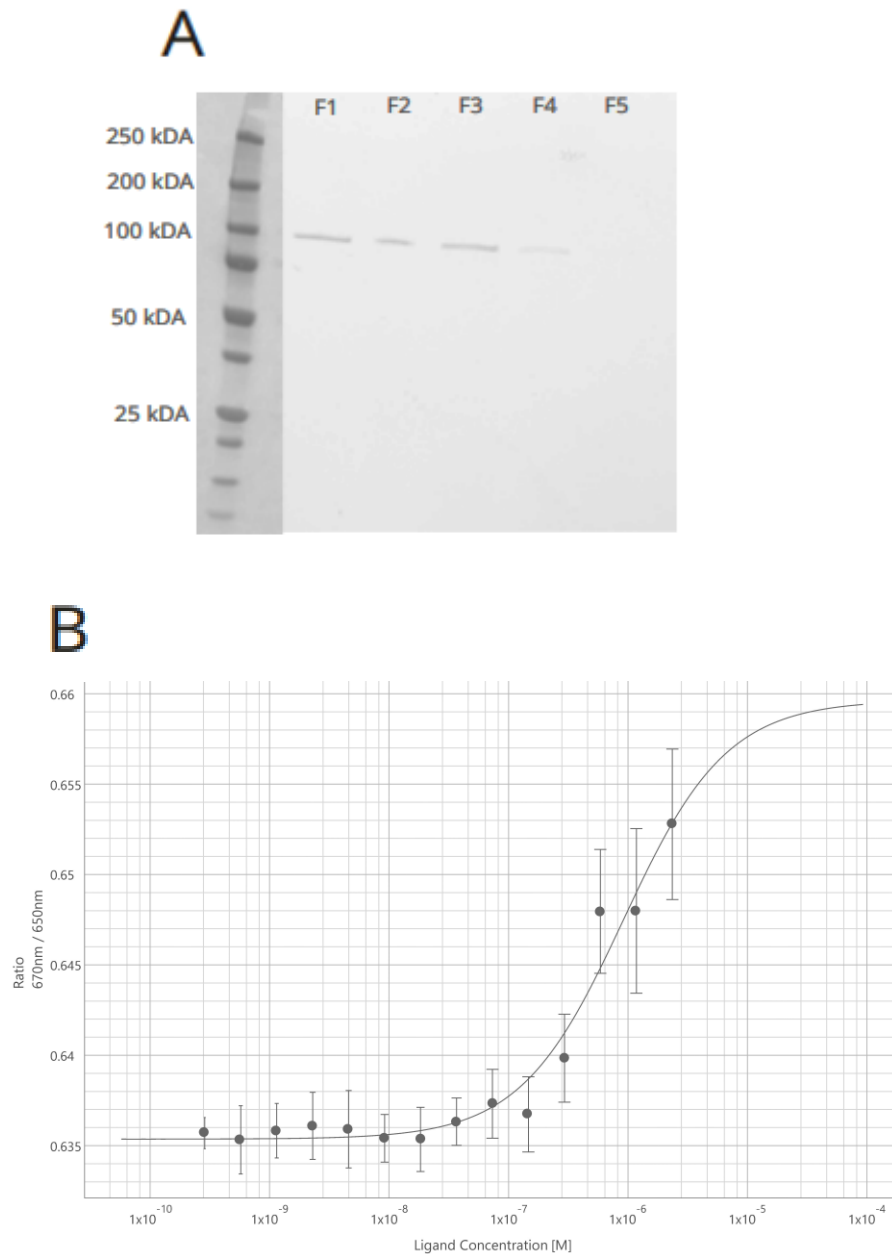 A
F1 F2 F3 F4 F5
250 kDA
200 kDA
100 kDA
50 kDA
25 kDA
B
0.66
0.655
0.65
0.645
0.64
0.635
Ratio
670nm / 650nm
1x10-10 1x10-9 1x10-8 1x10-7 1x10-6 1x10-5 1x10-4
Ligand Concentration [M]